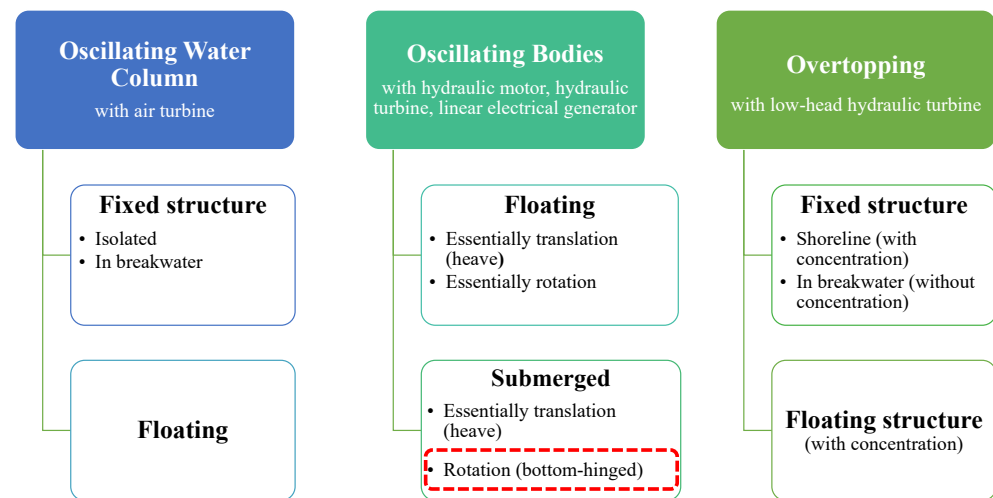 Oscillating Water
Column
with air turbine
Fixed structure
• Isolated
• In breakwater
Floating
Oscillating Bodies
with hydraulic motor, hydraulic
turbine, linear electrical generator
Floating
• Essentially translation
(heave)
• Essentially rotation
Submerged
• Essentially translation
(heave)
• Rotation (bottom-hinged)
Overtopping
with low-head hydraulic turbine
Fixed structure
• Shoreline (with
concentration)
• In breakwater (without
concentration)
Floating structure
(with concentration)